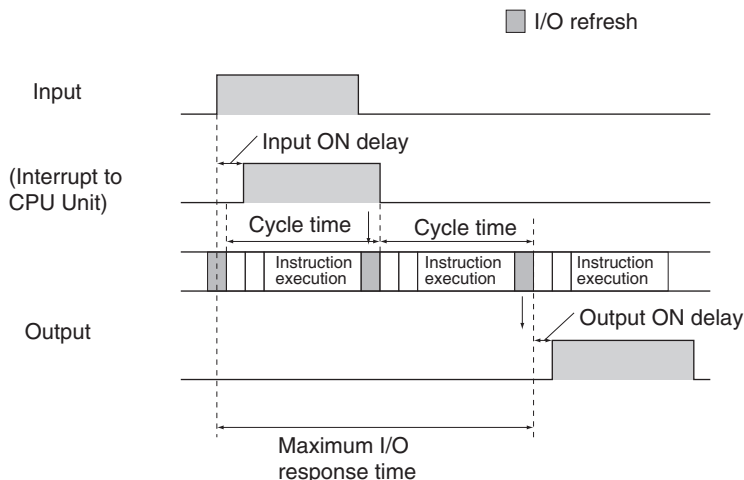 I/O refresh
Input
Input ON delay
(Interrupt to
CPU Unit)
Cycle time
Cycle time
Instruction
execution
Instruction
execution
Instruction
execution
Output
Output ON delay
Maximum I/O
response time